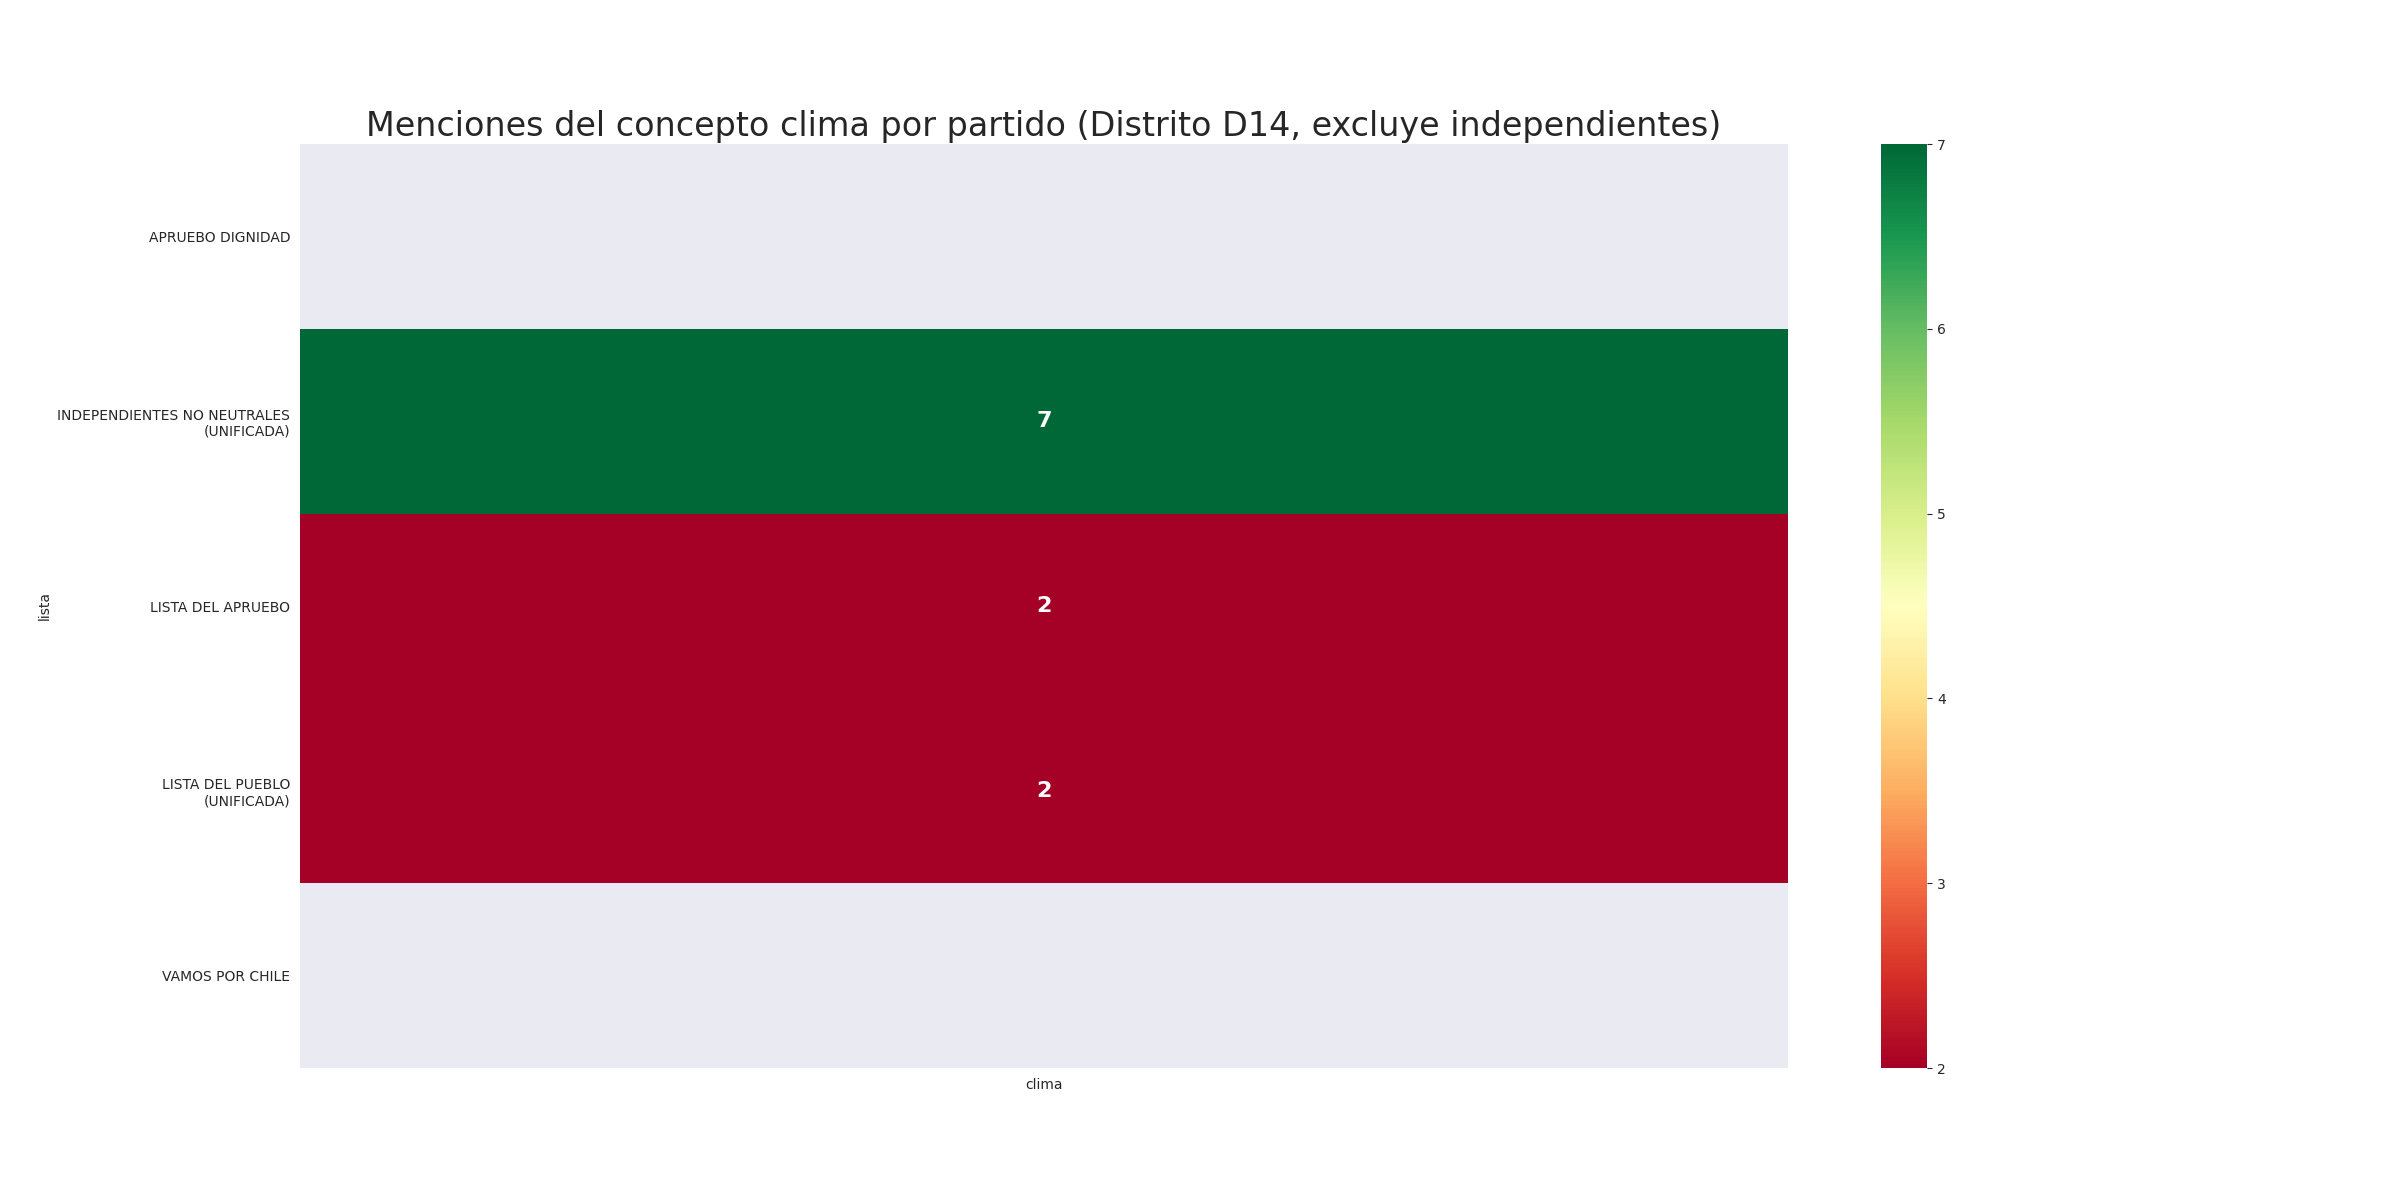 Menciones del concepto clima por partido (Distrito D14, excluye independientes)
APRUEBO DIGNIDAD
INDEPENDIENTES NO NEUTRALES
(UNIFICADA)
7
LISTA DEL APRUEBO
2
LISTA DEL PUEBLO
(UNIFICADA)
2
VAMOS POR CHILE
lista
clima
7
6
5
4
3
2